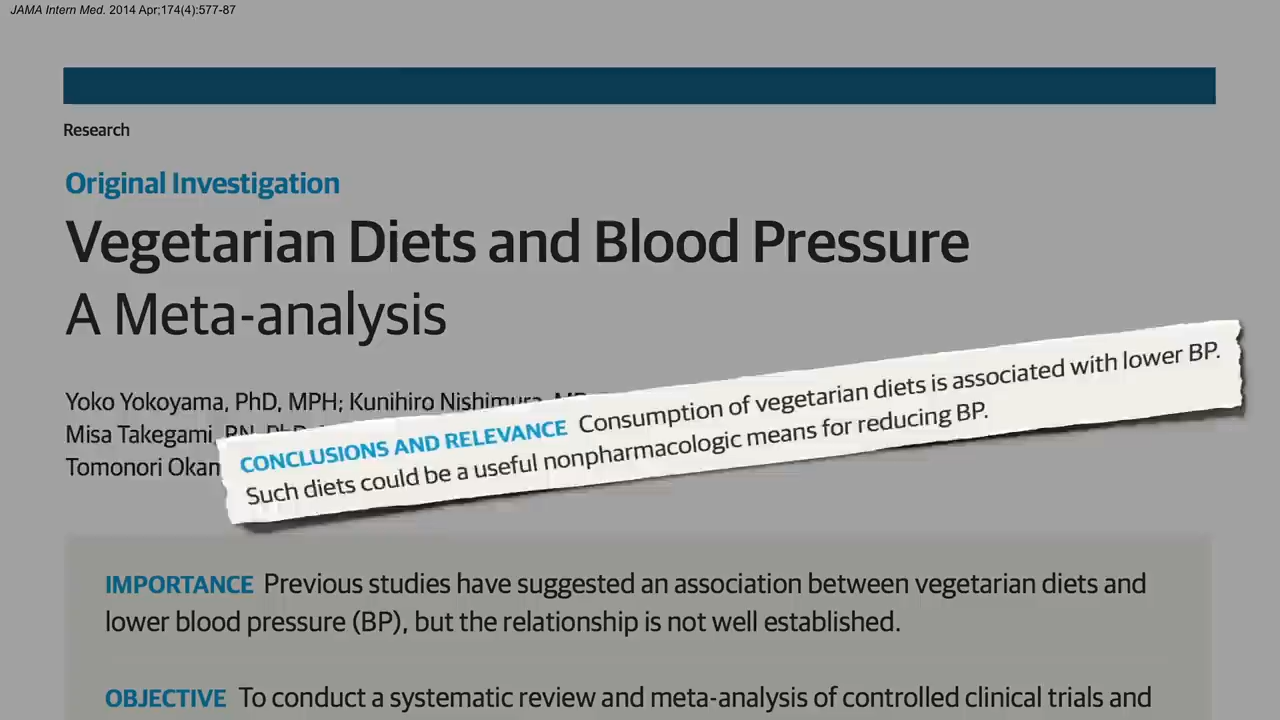 JAMA Intern Med. 2014 Apr;174(4):577-87
Research
Original Investigation
Vegetarian Diets and Blood Pressure
A Meta-analysis
Yoko Yokoyama, PhD, MPH; Kunihiro Nishimura,
Misa Takegami, RN, PhD,
Tomonori
CONCLUSIONS AND RELEVANCE Consumption of vegetarian diets is associated with lower BP.
Such diets could be a useful nonpharmacologic means for reducing BP.
IMPORTANCE Previous studies have suggested an association between vegetarian diets and
lower blood pressure (BP), but the relationship is not well established.
OBJECTIVE To conduct a systematic review and meta-analysis of controlled clinical trials and